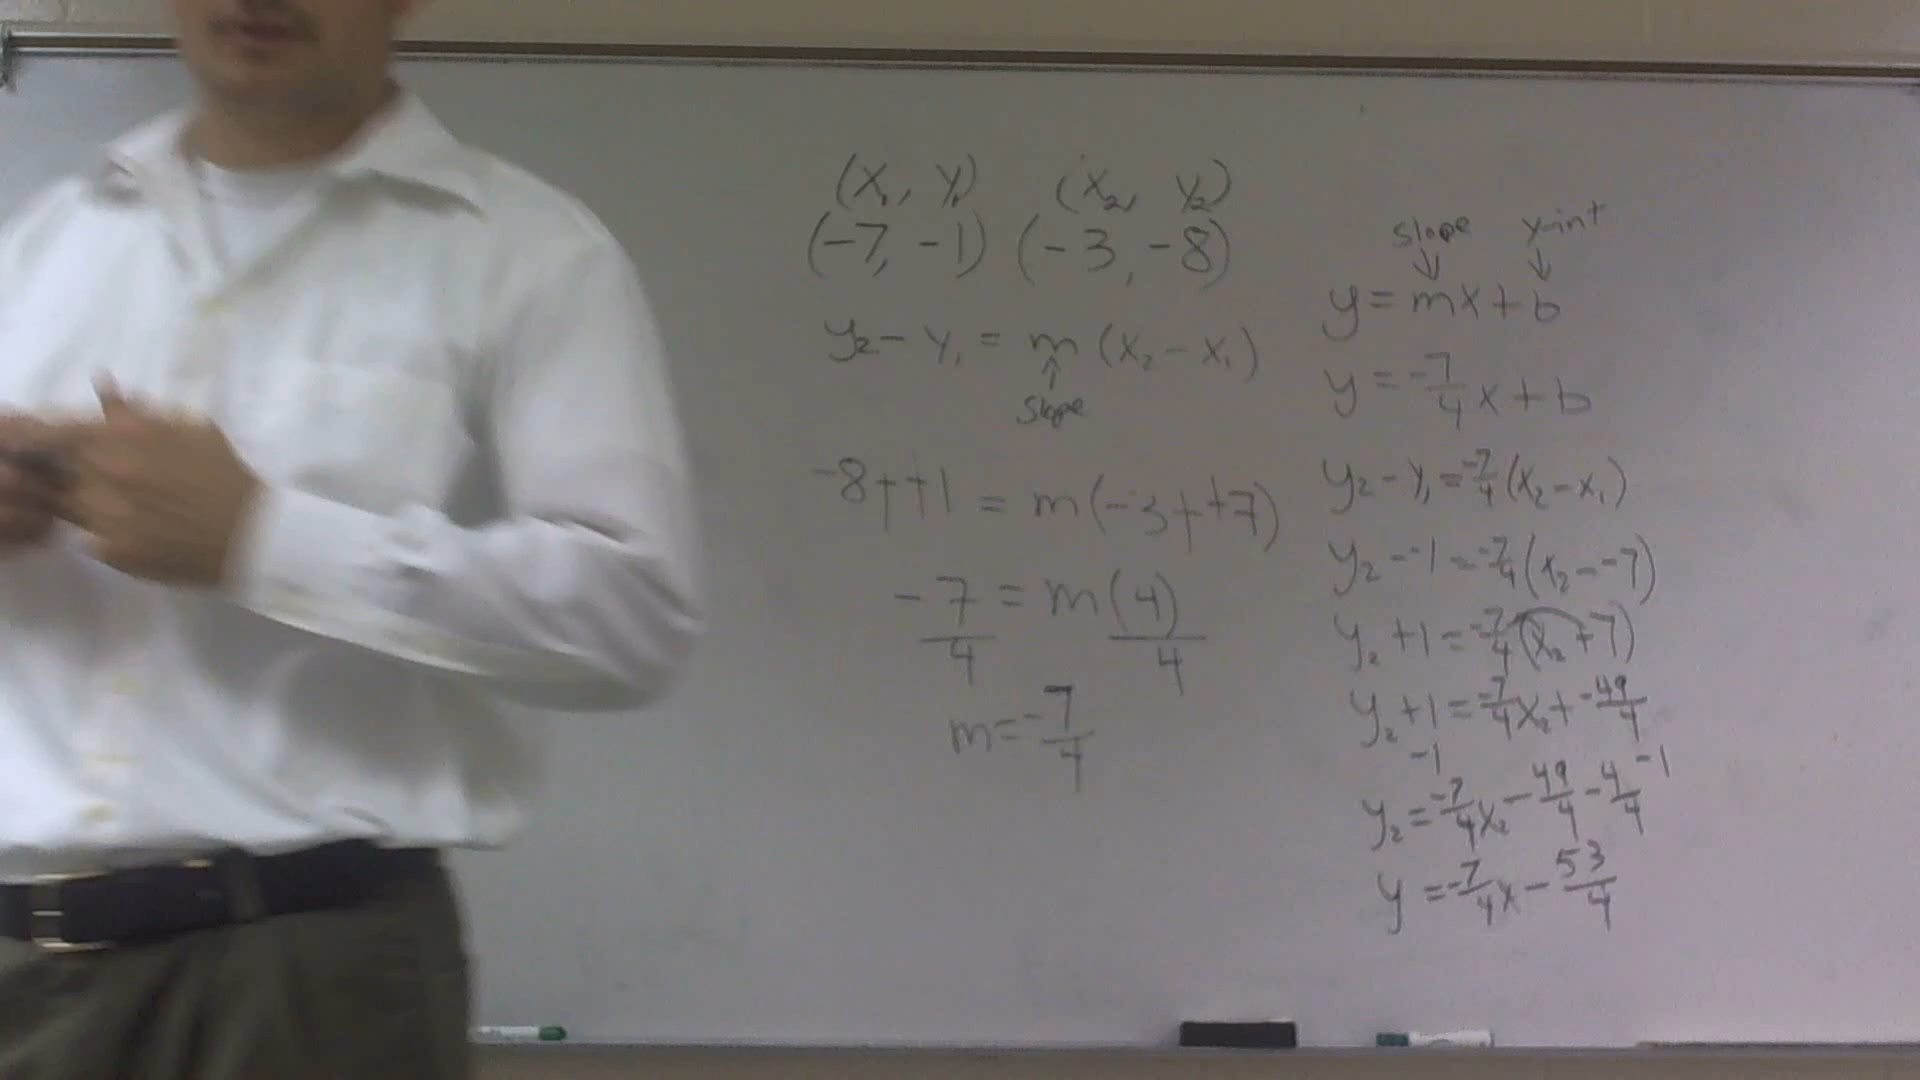 (x₁, y₁) (x₂, y₂)
(-7, -1) (-3, -8)
y₂ - y₁ = m (x₂ - x₁)
↑
slope
-8 + +1 = m(-3 + +7)
-7/4 = m(4)/4
m = -7/4
slope y-int
↓ ↓
y = mx + b
y = -7/4 x + b
y₂ - y₁ = -7/4 (x₂ - x₁)
y₂ - -1 = -7/4 (x₂ - -7)
y₂ + 1 = -7/4 (x₂ + 7)
y₂ + 1 = -7/4 x₂ + -49/4
-1 -1
y₂ = -7/4 x₂ - 49/4 - 4/4
y = -7/4 x - 53/4